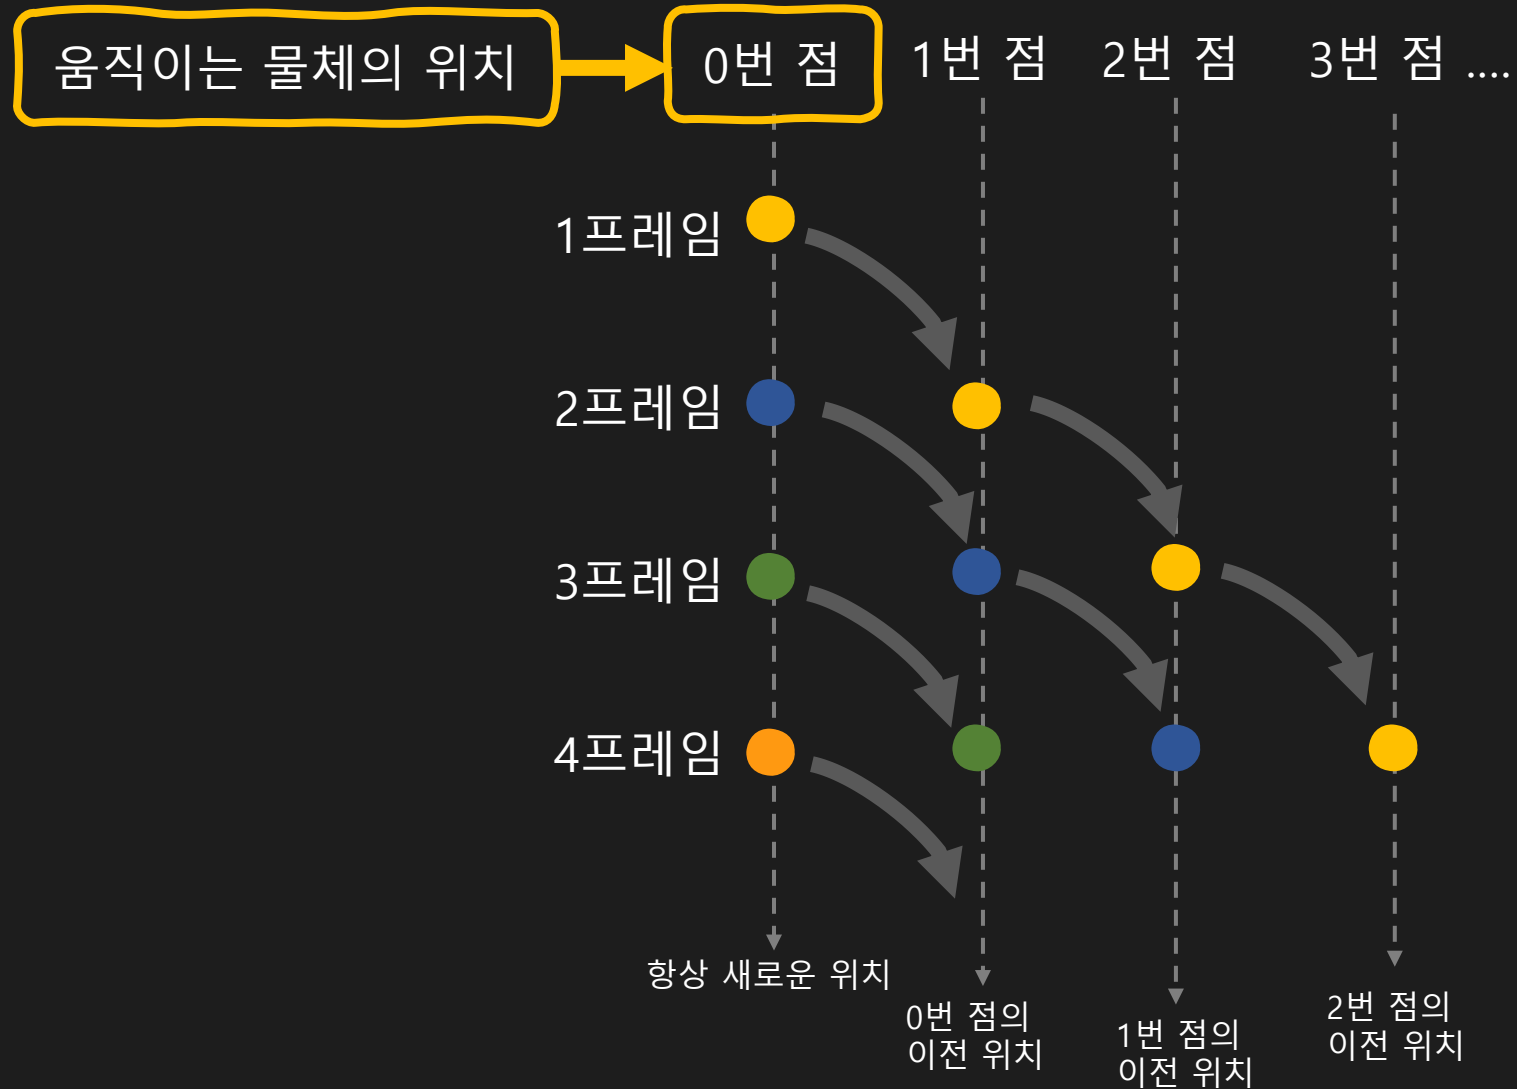 움직이는 물체의 위치
0번 점
1번 점
2번 점
3번 점 ....
1프레임
2프레임
3프레임
4프레임
항상 새로운 위치
0번 점의
이전 위치
1번 점의
이전 위치
2번 점의
이전 위치